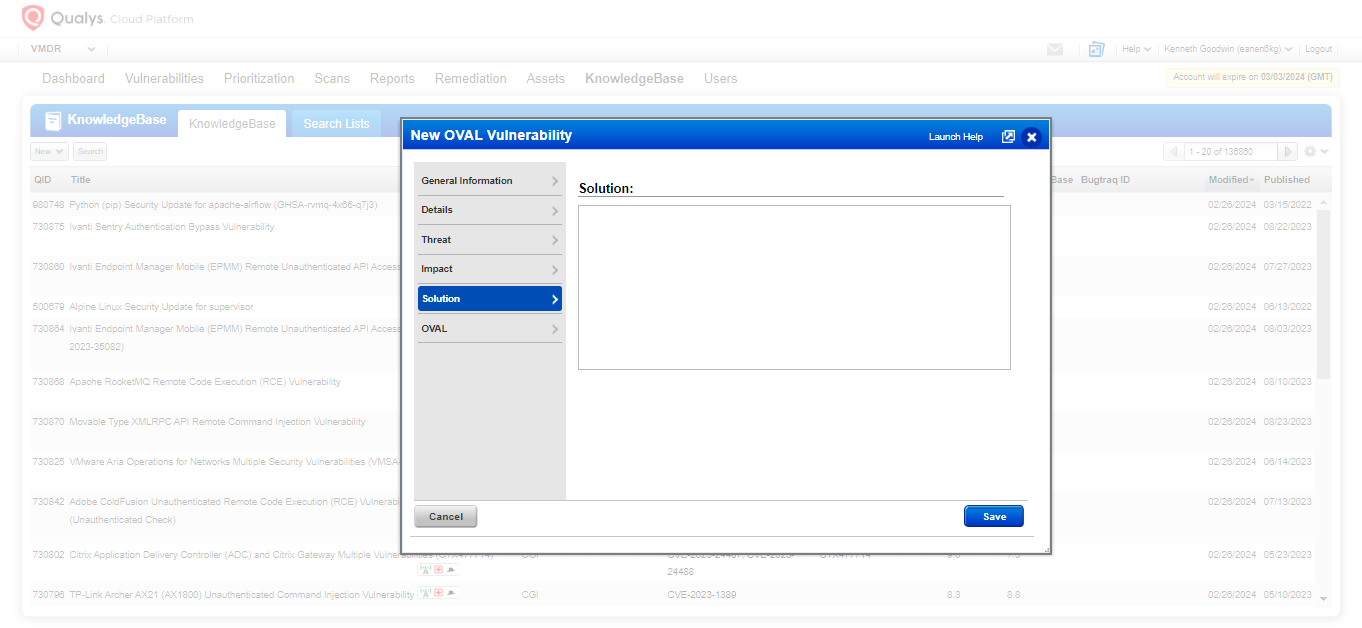 Qualys. Cloud Platform
VMDR
Help Kenneth Goodwin (eanen6kg) Logout
Dashboard Vulnerabilities Prioritization Scans Reports Remediation Assets KnowledgeBase Users
Account will expire on 03/03/2024 (GMT)
KnowledgeBase KnowledgeBase Search Lists
New OVAL Vulnerability Launch Help
New Search
1 - 20 of 136860
QID Title Base Bugtraq ID Modified Published
General Information
Details
Threat
Impact
Solution
OVAL
Solution:
Cancel Save
980748 Python (pip) Security Update for apache-airflow (GHSA-rvmq-4x66-q7j3) 02/26/2024 03/15/2022
730875 Ivanti Sentry Authentication Bypass Vulnerability 02/26/2024 08/22/2023
730860 Ivanti Endpoint Manager Mobile (EPMM) Remote Unauthenticated API Access 02/26/2024 07/27/2023
500679 Alpine Linux Security Update for supervisor 02/26/2024 06/13/2022
730864 Ivanti Endpoint Manager Mobile (EPMM) Remote Unauthenticated API Access 02/26/2024 08/03/2023
2023-35082)
730868 Apache RocketMQ Remote Code Execution (RCE) Vulnerability 02/26/2024 08/10/2023
730870 Movable Type XMLRPC API Remote Command Injection Vulnerability 02/26/2024 08/23/2023
730825 VMware Aria Operations for Networks Multiple Security Vulnerabilities (VMSA- 02/26/2024 06/14/2023
730842 Adobe ColdFusion Unauthenticated Remote Code Execution (RCE) Vulnerabi 02/26/2024 07/13/2023
(Unauthenticated Check)
730802 Citrix Application Delivery Controller (ADC) and Citrix Gateway Multiple Vulnerabilities (CTX477714) CGI CVE-2023-24487, CVE-2023- CTX477714 02/26/2024 05/23/2023
24488
730796 TP-Link Archer AX21 (AX1800) Unauthenticated Command Injection Vulnerability CGI CVE-2023-1389 8.3 8.8 02/26/2024 05/10/2023